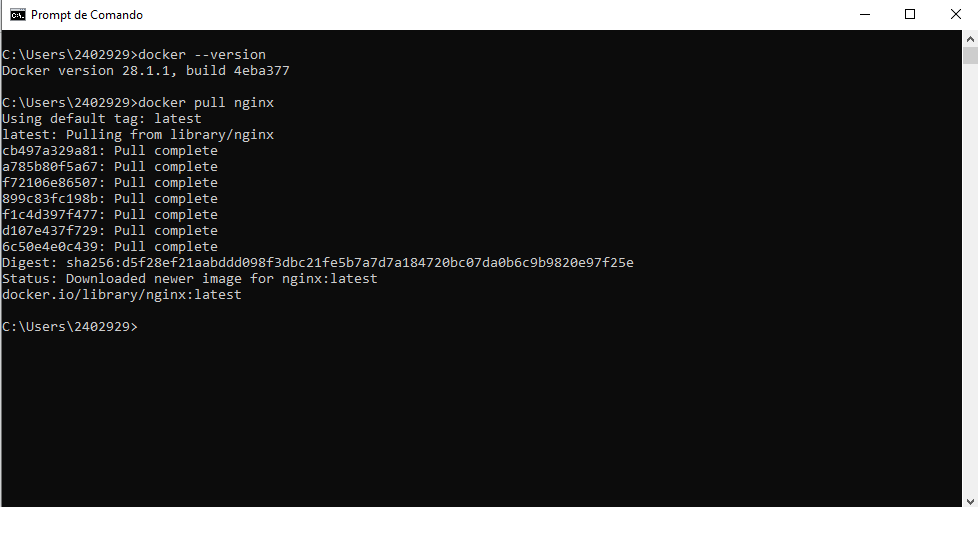 Prompt de Comando
C:\Users\2402929>docker --version
Docker version 28.1.1, build 4eba377
C:\Users\2402929>docker pull nginx
Using default tag: latest
latest: Pulling from library/nginx
cb497a329a81: Pull complete
a785b80f5a67: Pull complete
f72106e86507: Pull complete
899c83fc198b: Pull complete
f1c4d397f477: Pull complete
d107e437f729: Pull complete
6c50e4e0c439: Pull complete
Digest: sha256:d5f28ef21aabddd098f3dbc21fe5b7a7d7a184720bc07da0b6c9b9820e97f25e
Status: Downloaded newer image for nginx:latest
docker.io/library/nginx:latest
C:\Users\2402929>